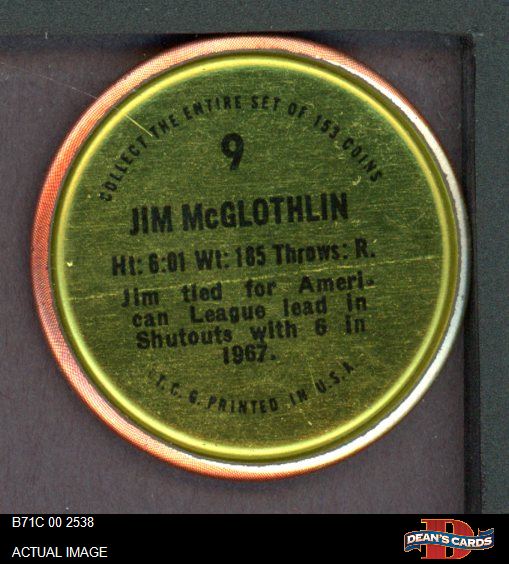 COLLECT THE ENTIRE SET OF 153 COINS
9
JIM McGLOTHLIN
Ht: 6:01 Wt: 185 Throws: R.
Jim tied for Ameri-
can League lead in
Shutouts with 6 in
1967.
T. C. G. PRINTED IN U.S.A.
B71C 00 2538
ACTUAL IMAGE
D
DEAN'S CARDS